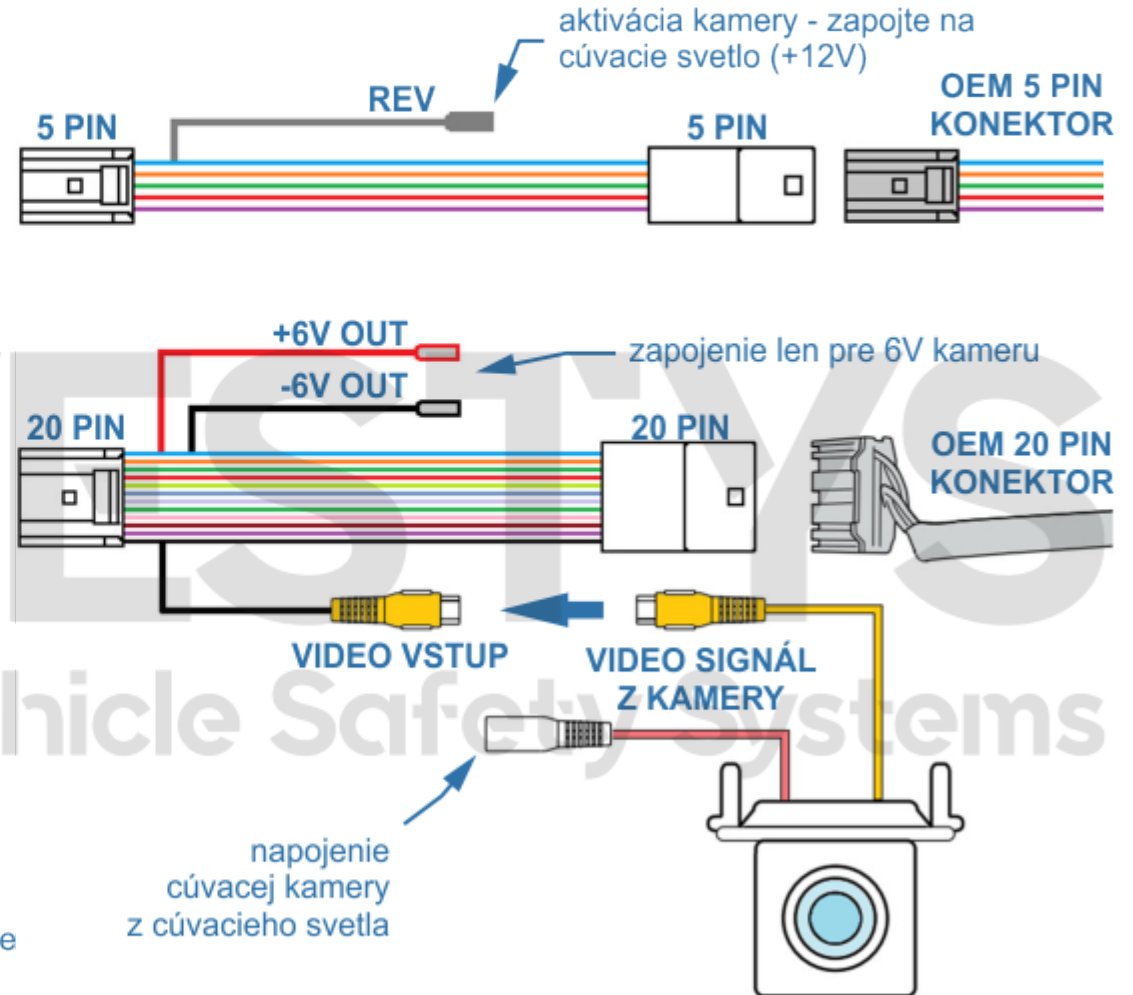 aktivácia kamery - zapojte na
cúvacie svetlo (+12V)
REV
5 PIN
5 PIN
OEM 5 PIN
KONEKTOR
+6V OUT
-6V OUT
zapojenie len pre 6V kameru
20 PIN
20 PIN
OEM 20 PIN
KONEKTOR
ESTYS
VIDEO VSTUP
VIDEO SIGNÁL
Z KAMERY
hicle Safety Systems
napojenie
cúvacej kamery
z cúvacieho svetla
e